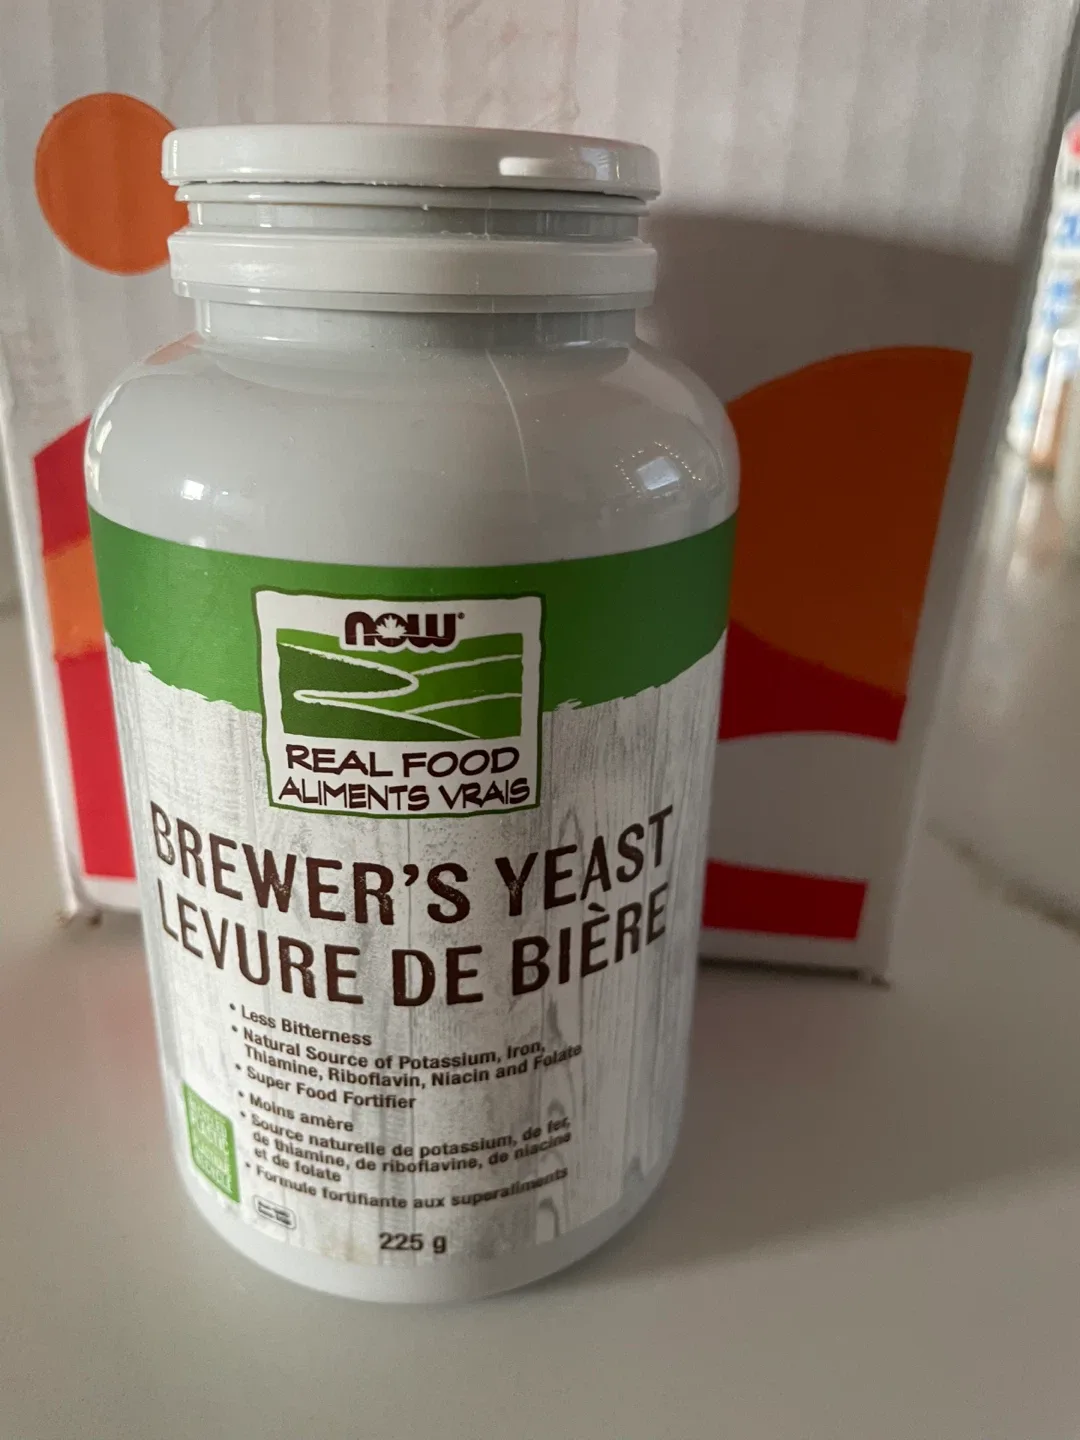 NOW®
REAL FOOD
ALIMENTS VRAIS
BREWER'S YEAST
LEVURE DE BIÈRE
• Less Bitterness
• Natural Source of Potassium, Iron,
Thiamine, Riboflavin, Niacin and Folate
• Super Food Fortifier
• Moins amère
• Source naturelle de potassium, de fer,
de thiamine, de riboflavine, de niacine
et de folate
• Formule fortifiante aux superaliments
PLASTIC
225 g